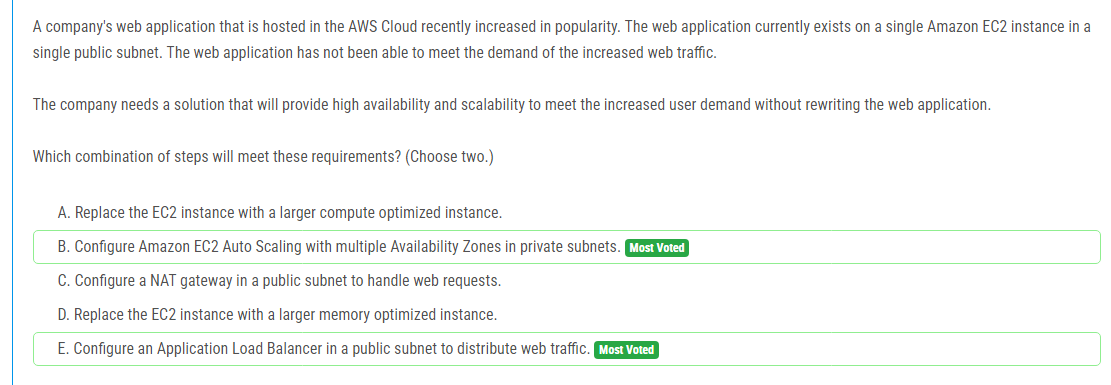 A company's web application that is hosted in the AWS Cloud recently increased in popularity. The web application currently exists on a single Amazon EC2 instance in a
single public subnet. The web application has not been able to meet the demand of the increased web traffic.
The company needs a solution that will provide high availability and scalability to meet the increased user demand without rewriting the web application.
Which combination of steps will meet these requirements? (Choose two.)
A. Replace the EC2 instance with a larger compute optimized instance.
B. Configure Amazon EC2 Auto Scaling with multiple Availability Zones in private subnets. Most Voted
C. Configure a NAT gateway in a public subnet to handle web requests.
D. Replace the EC2 instance with a larger memory optimized instance.
E. Configure an Application Load Balancer in a public subnet to distribute web traffic. Most Voted